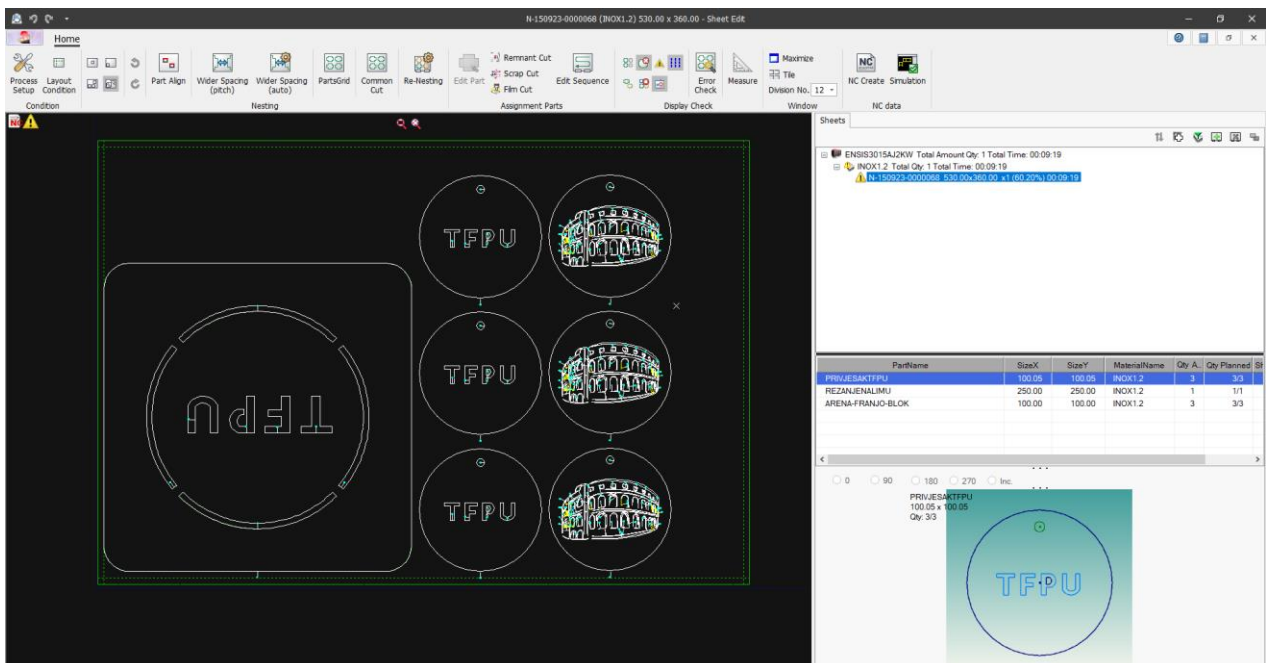 N-150923-0000068 (INOX1.2) 530.00 x 360.00 - Sheet Edit
Home
Process Setup
Layout Condition
Part Align
Wider Spacing (pitch)
Wider Spacing (auto)
PartsGrid
Common Cut
Re-Nesting
Edit Part
Remnant Cut
Scrap Cut
Film Cut
Edit Sequence
Error Check
Measure
Maximize
Tile
Division No. 12
NC
NC Create
Simulation
Condition
Nesting
Assignment Parts
Display Check
Window
NC data
Sheets
ENSIS3015AJ2KW Total Amount Qty: 1 Total Time: 00:09:19
INOX1.2 Total Qty: 1 Total Time: 00:09:19
N-150923-0000068 530.00x360.00 x1 (60.20%) 00:09:19
TFPU
TFPU
TFPU
TFPU
PartName SizeX SizeY MaterialName Qty A.. Qty Planned
PRIVJESAKTFPU 100.05 100.05 INOX1.2 3 3/3
REZANJENALIMU 250.00 250.00 INOX1.2 1 1/1
ARENA-FRANJO-BLOK 100.00 100.00 INOX1.2 3 3/3
0 90 180 270 Inc.
PRIVJESAKTFPU
100.05 x 100.05
Qty: 3/3
TFPU
D